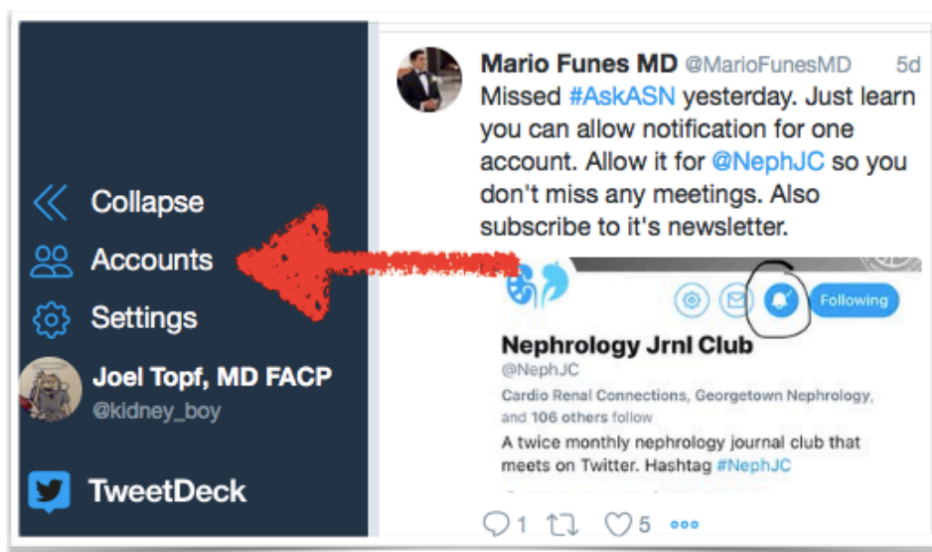 Collapse
Accounts
Settings
Joel Topf, MD FACP
@kidney_boy
TweetDeck
Mario Funes MD @MarioFunesMD 5d
Missed #AskASN yesterday. Just learn
you can allow notification for one
account. Allow it for @NephJC so you
don't miss any meetings. Also
subscribe to it's newsletter.
Following
Nephrology Jrnl Club
@NephJC
Cardio Renal Connections, Georgetown Nephrology,
and 106 others follow
A twice monthly nephrology journal club that
meets on Twitter. Hashtag #NephJC
1 5